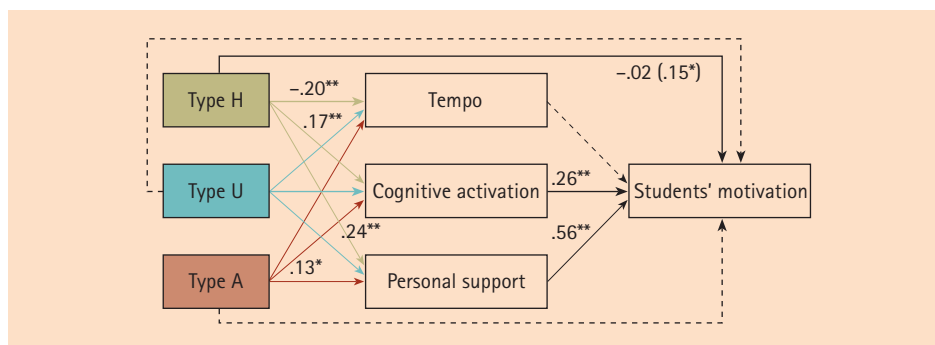 –.02 (.15*)
Type H
–.20**
Tempo
.17**
Type U
Cognitive activation
.26**
Students' motivation
.24**
.56**
Type A
.13*
Personal support